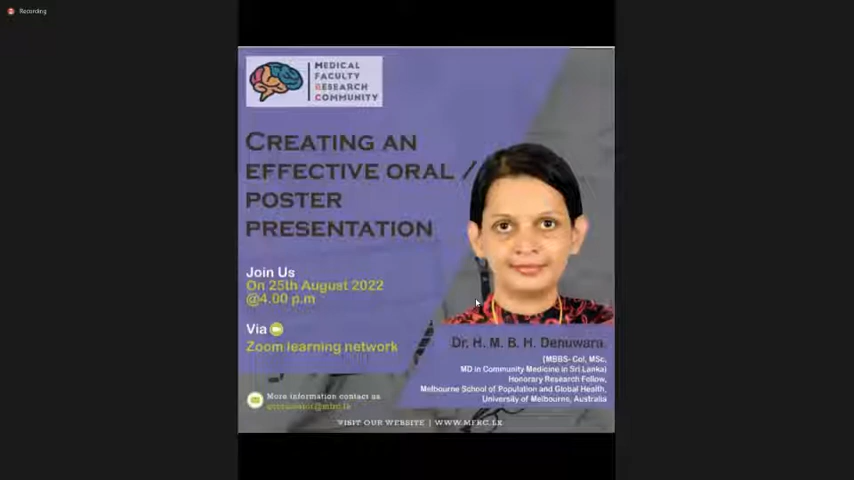 Recording
MEDICAL
FACULTY
RESEARCH
COMMUNITY
CREATING AN
EFFECTIVE ORAL /
POSTER
PRESENTATION
Join Us
On 25th August 2022
@4.00 p.m
Via
Zoom learning network
Dr. H. M. B. H. Denuwara.
(MBBS- Col, MSc,
MD in Community Medicine in Sri Lanka)
Honorary Research Fellow,
Melbourne School of Population and Global Health,
University of Melbourne, Australia
More information contact us
VISIT OUR WEBSITE | WWW.MFRC.LK